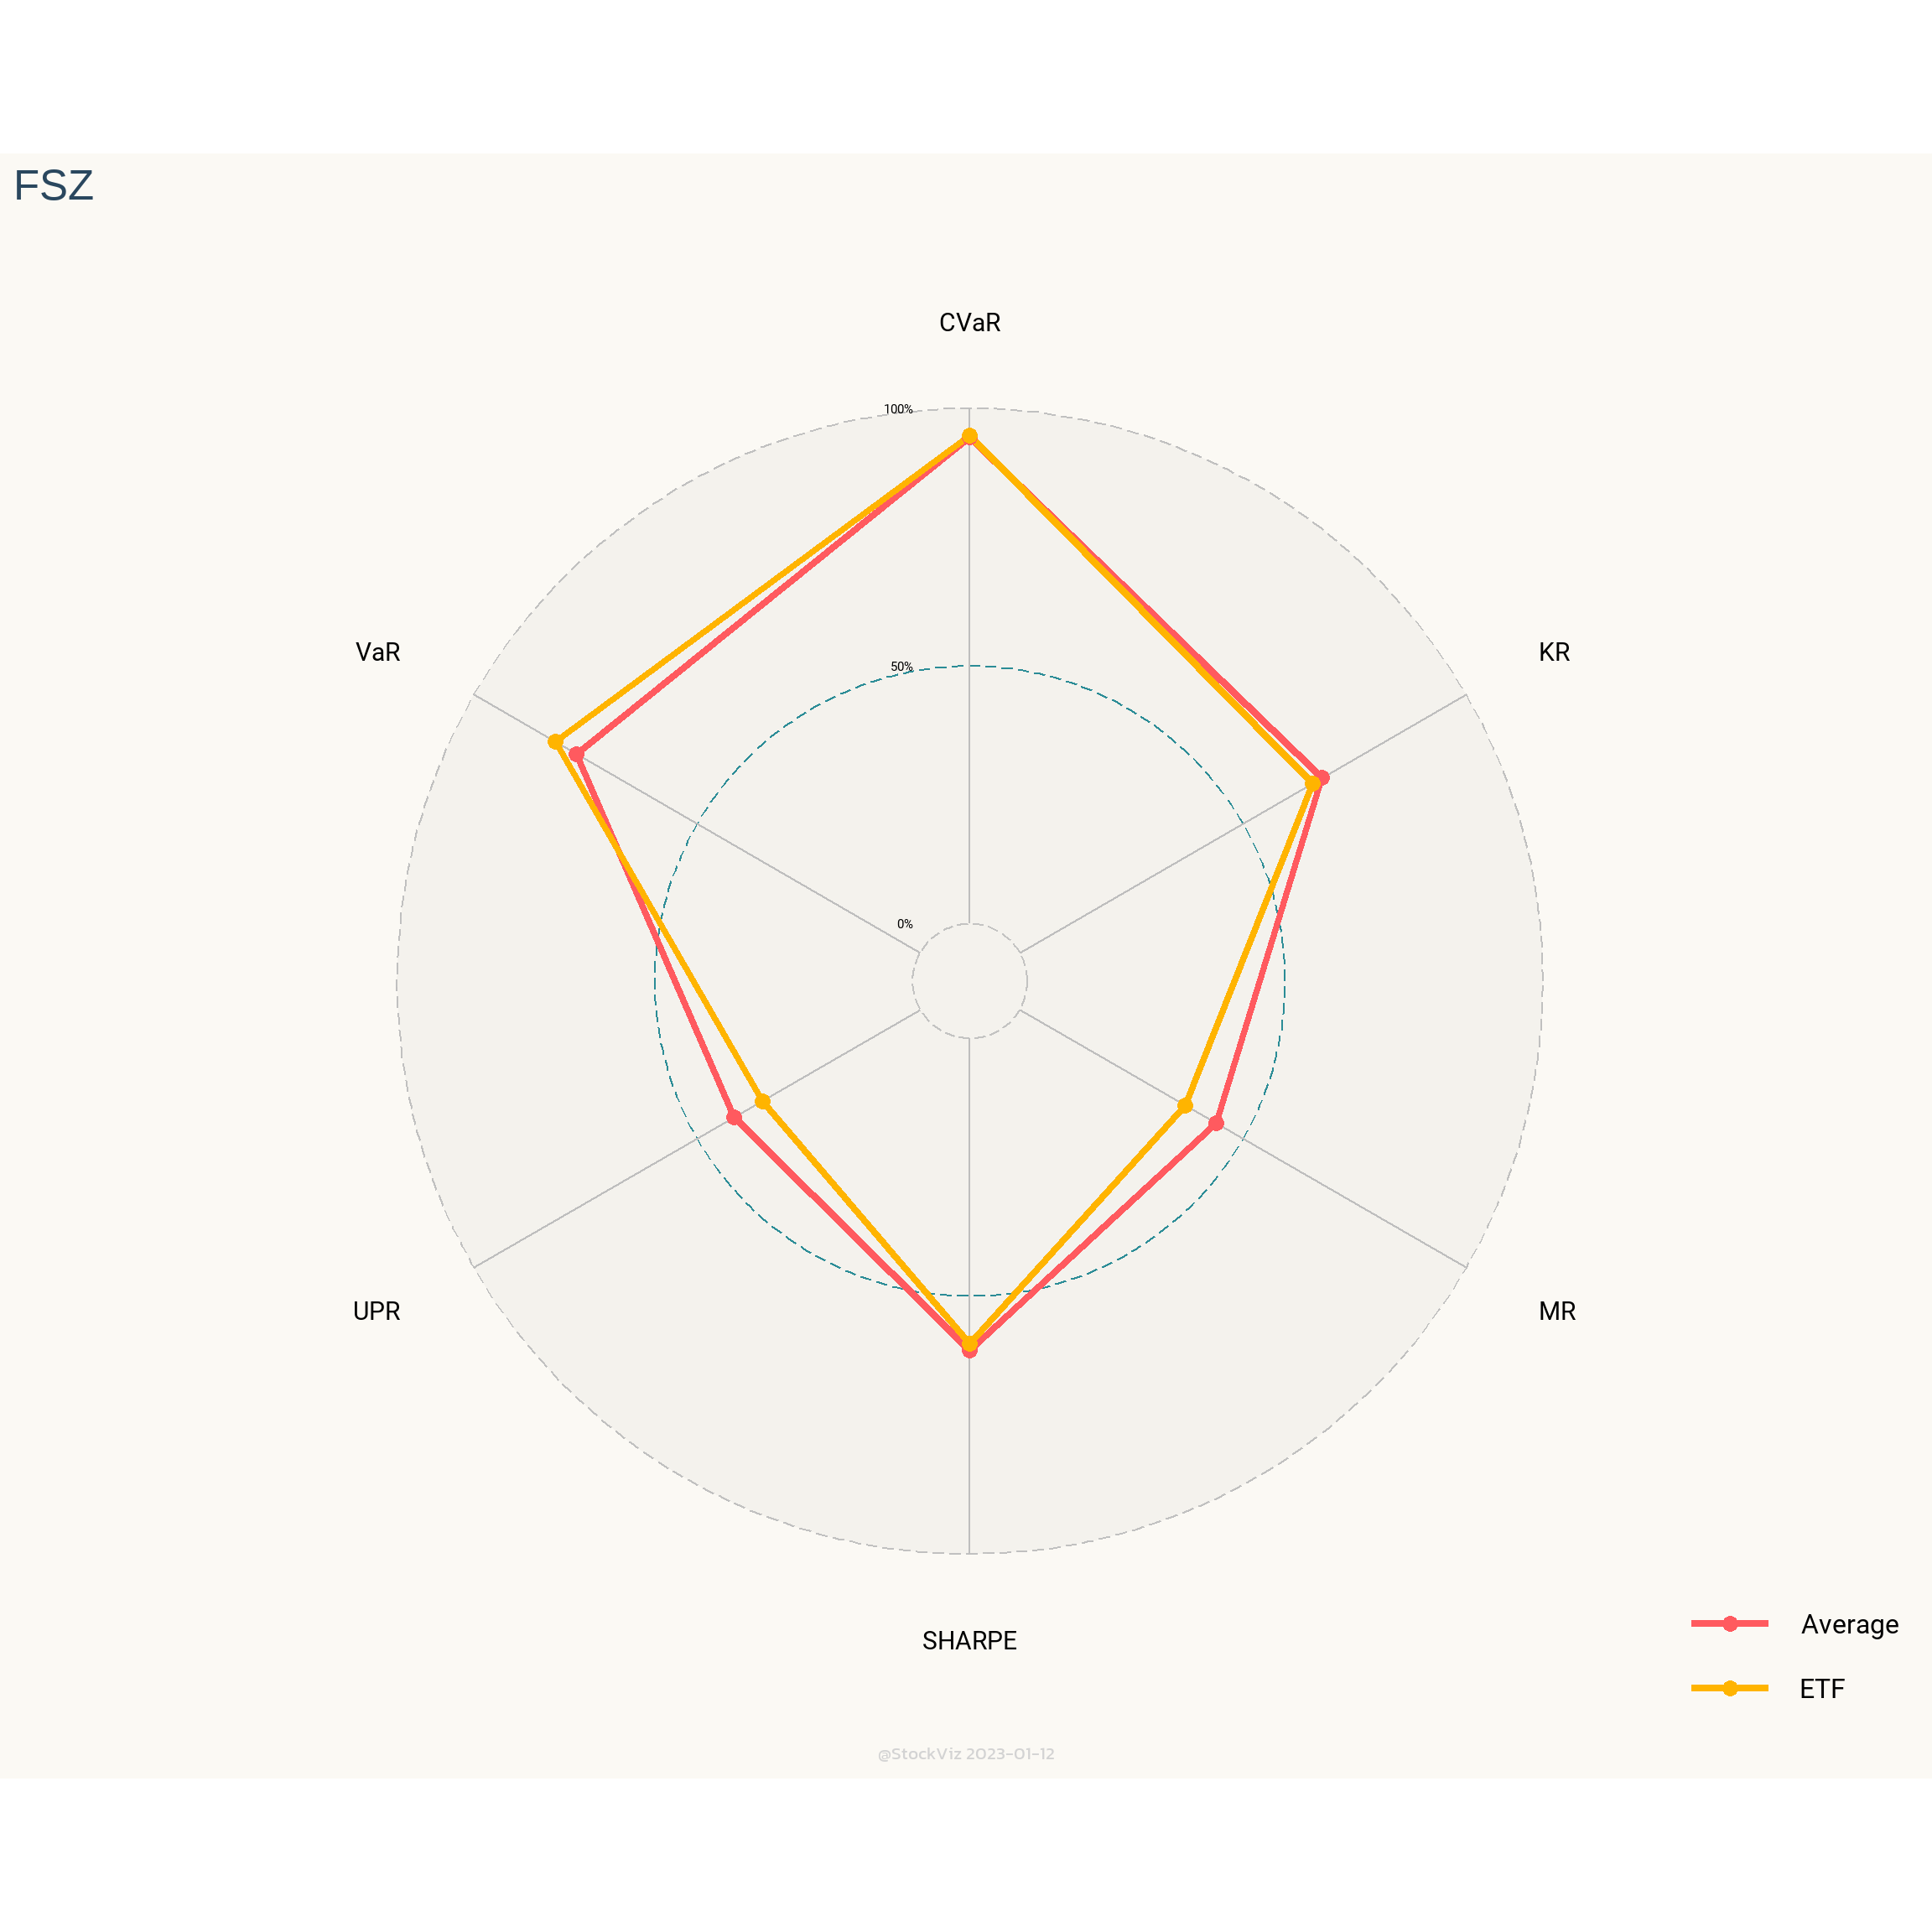 FSZ
CVaR
100%
VaR
KR
50%
0%
UPR
MR
SHARPE
Average
ETF
@StockViz 2023-01-12